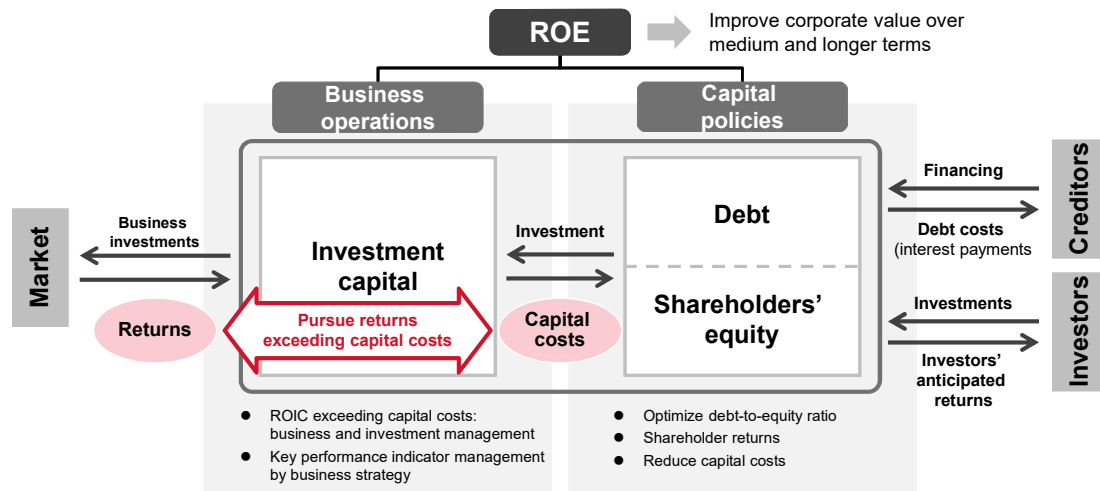 ROE
Improve corporate value over
medium and longer terms
Business
operations
Capital
policies
Market
Business
investments
Returns
Investment
capital
Pursue returns
exceeding capital costs
Investment
Capital
costs
Debt
Shareholders’
equity
Financing
Debt costs
(interest payments
Creditors
Investments
Investors’
anticipated
returns
Investors
● ROIC exceeding capital costs:
business and investment management
● Key performance indicator management
by business strategy
● Optimize debt-to-equity ratio
● Shareholder returns
● Reduce capital costs